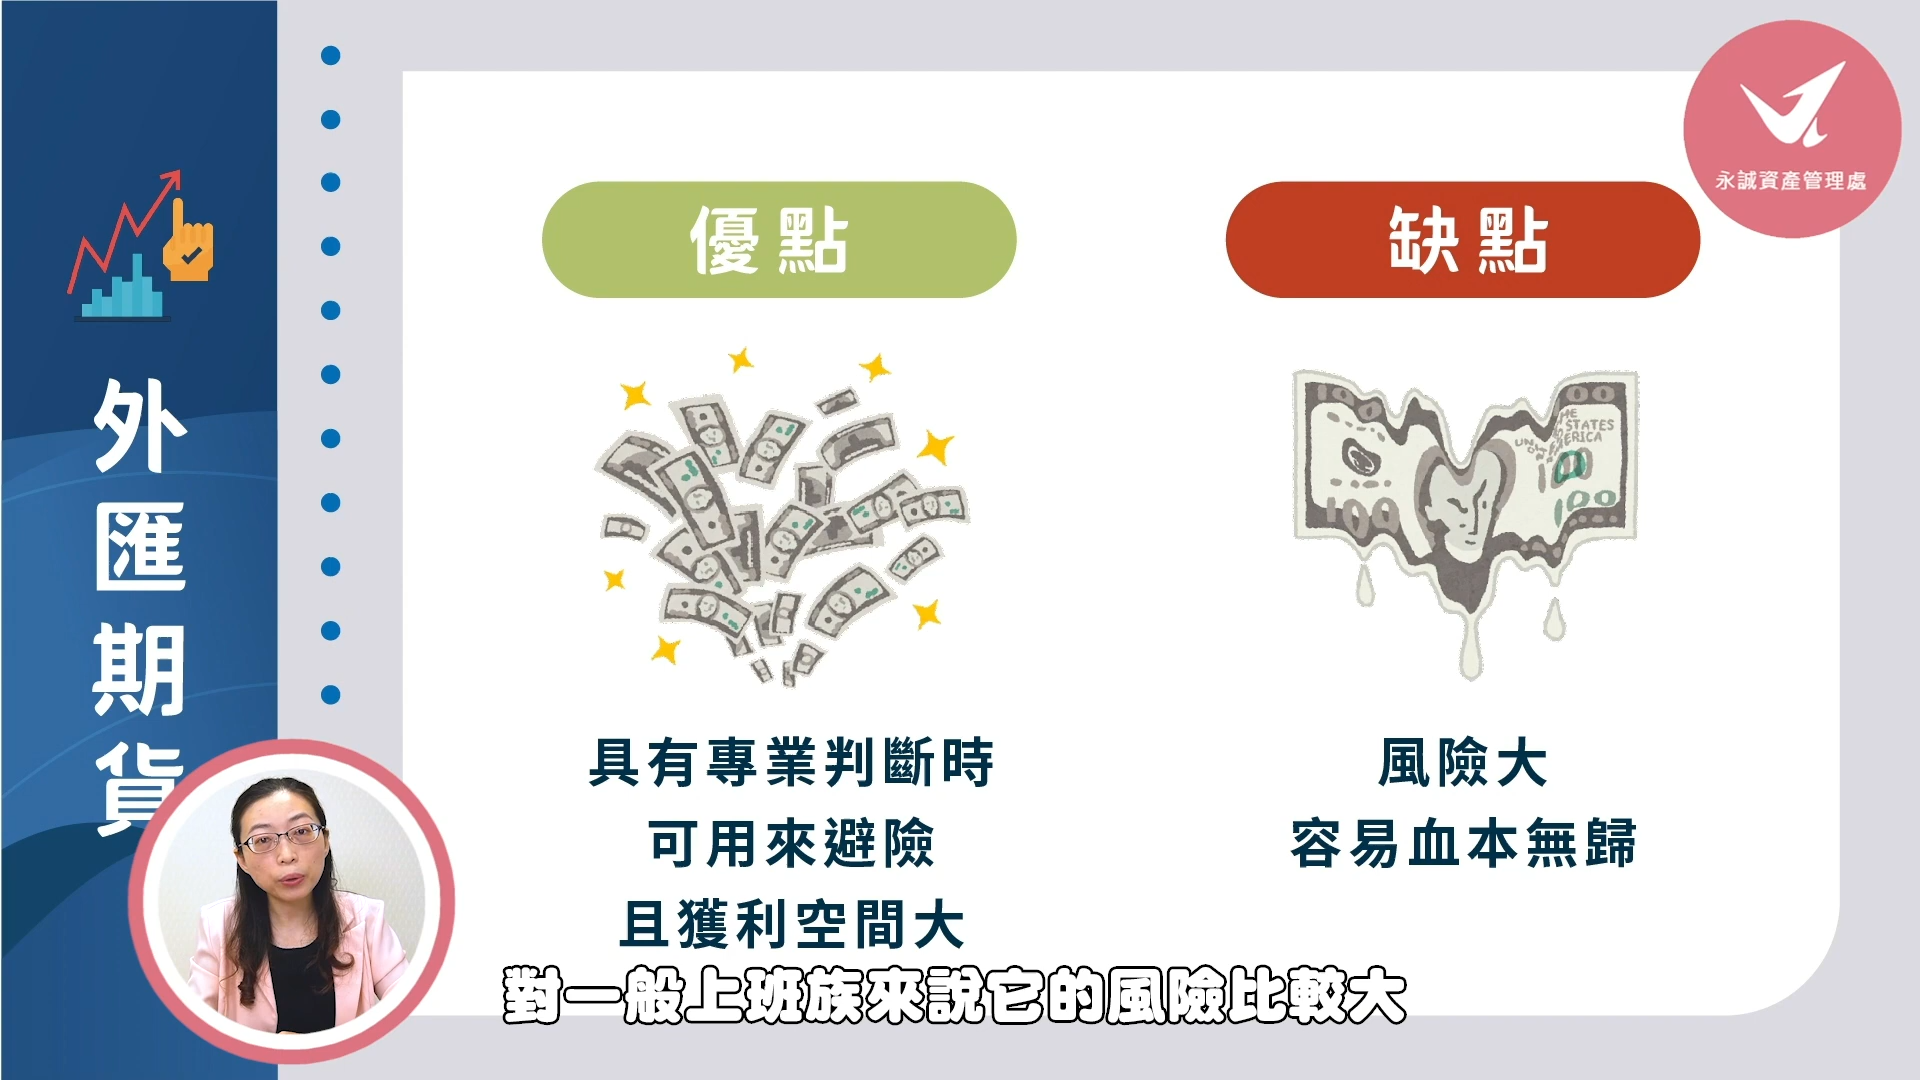 外匯期貨
永誠資產管理處
優點
缺點
具有專業判斷時
可用來避險
且獲利空間大
風險大
容易血本無歸
對一般上班族來說它的風險比較大